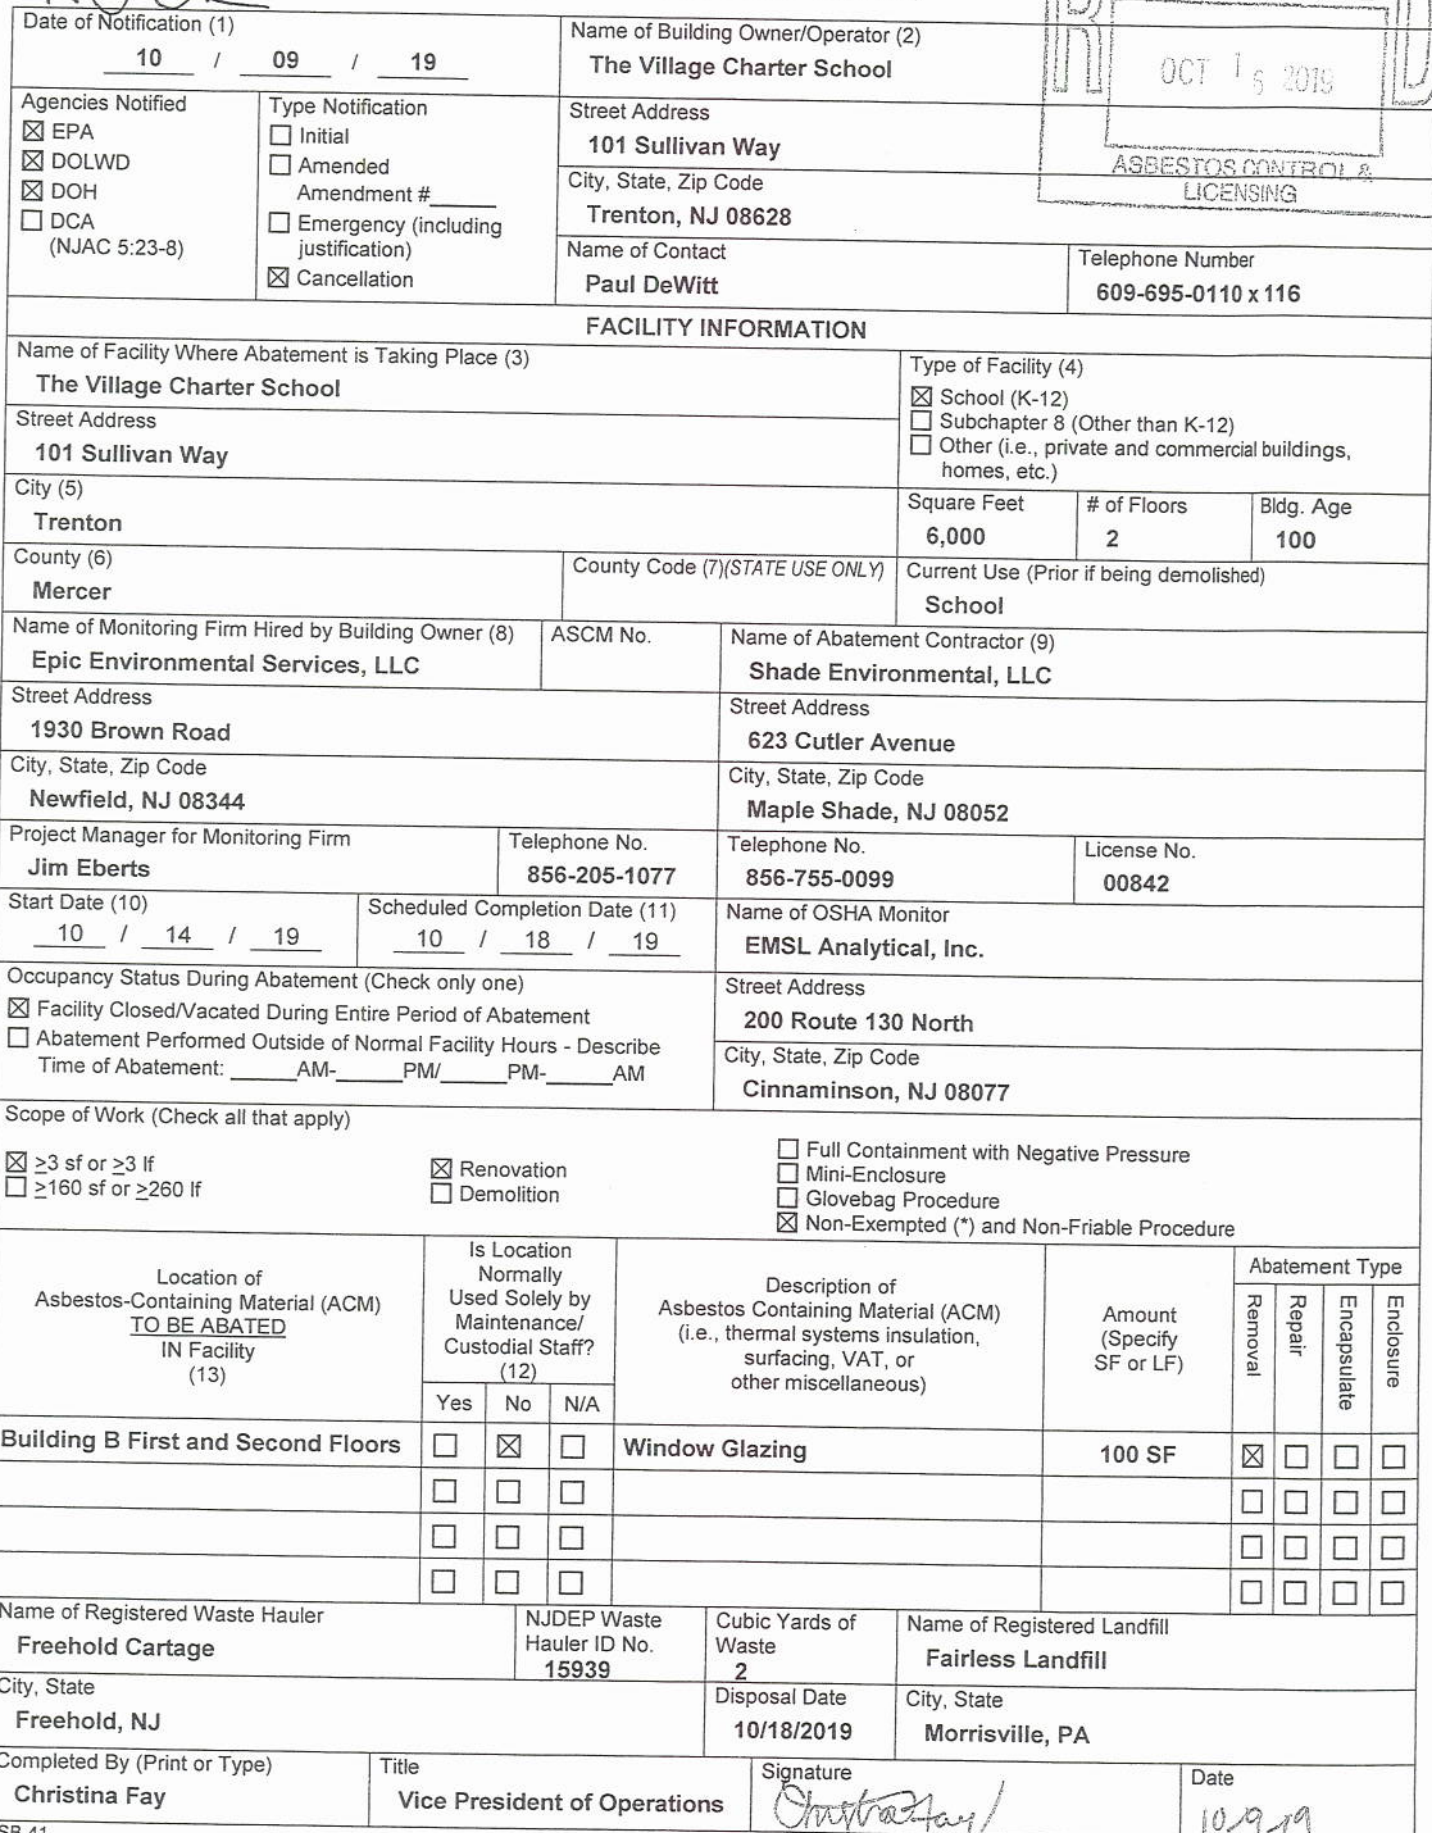 Date of Notification (1)
10 / 09 / 19
Name of Building Owner/Operator (2)
The Village Charter School
OCT 16 2019
ASBESTOS CONTROL &
LICENSING
Agencies Notified
☒ EPA
☒ DOLWD
☒ DOH
☐ DCA
(NJAC 5:23-8)
Type Notification
☐ Initial
☐ Amended
Amendment #_____
☐ Emergency (including
justification)
☒ Cancellation
Street Address
101 Sullivan Way
City, State, Zip Code
Trenton, NJ 08628
Name of Contact
Paul DeWitt
Telephone Number
609-695-0110 x 116
FACILITY INFORMATION
Name of Facility Where Abatement is Taking Place (3)
The Village Charter School
Street Address
101 Sullivan Way
City (5)
Trenton
Type of Facility (4)
☒ School (K-12)
☐ Subchapter 8 (Other than K-12)
☐ Other (i.e., private and commercial buildings,
homes, etc.)
Square Feet
6,000
# of Floors
2
Bldg. Age
100
County (6)
Mercer
County Code (7)(STATE USE ONLY)
Current Use (Prior if being demolished)
School
Name of Monitoring Firm Hired by Building Owner (8)
Epic Environmental Services, LLC
ASCM No.
Name of Abatement Contractor (9)
Shade Environmental, LLC
Street Address
1930 Brown Road
Street Address
623 Cutler Avenue
City, State, Zip Code
Newfield, NJ 08344
City, State, Zip Code
Maple Shade, NJ 08052
Project Manager for Monitoring Firm
Jim Eberts
Telephone No.
856-205-1077
Telephone No.
856-755-0099
License No.
00842
Start Date (10)
10 / 14 / 19
Scheduled Completion Date (11)
10 / 18 / 19
Name of OSHA Monitor
EMSL Analytical, Inc.
Occupancy Status During Abatement (Check only one)
☒ Facility Closed/Vacated During Entire Period of Abatement
☐ Abatement Performed Outside of Normal Facility Hours - Describe
Time of Abatement: _____AM-_____PM/_____PM-_____AM
Street Address
200 Route 130 North
City, State, Zip Code
Cinnaminson, NJ 08077
Scope of Work (Check all that apply)
☒ >3 sf or >3 lf
☐ >160 sf or >260 lf
☒ Renovation
☐ Demolition
☐ Full Containment with Negative Pressure
☐ Mini-Enclosure
☐ Glovebag Procedure
☒ Non-Exempted (*) and Non-Friable Procedure
Location of
Asbestos-Containing Material (ACM)
TO BE ABATED
IN Facility
(13)
Is Location
Normally
Used Solely by
Maintenance/
Custodial Staff?
(12)
Yes No N/A
Description of
Asbestos Containing Material (ACM)
(i.e., thermal systems insulation,
surfacing, VAT, or
other miscellaneous)
Amount
(Specify
SF or LF)
Abatement Type
Removal
Repair
Encapsulate
Enclosure
Building B First and Second Floors ☐ ☒ ☐ Window Glazing 100 SF ☒ ☐ ☐ ☐
☐ ☐ ☐ ☐ ☐ ☐ ☐
☐ ☐ ☐ ☐ ☐ ☐ ☐
☐ ☐ ☐ ☐ ☐ ☐ ☐
Name of Registered Waste Hauler
Freehold Cartage
NJDEP Waste
Hauler ID No.
15939
Cubic Yards of
Waste
2
Name of Registered Landfill
Fairless Landfill
City, State
Freehold, NJ
Disposal Date
10/18/2019
City, State
Morrisville, PA
Completed By (Print or Type)
Christina Fay
Title
Vice President of Operations
Signature
Christina Fay
Date
10/9/19